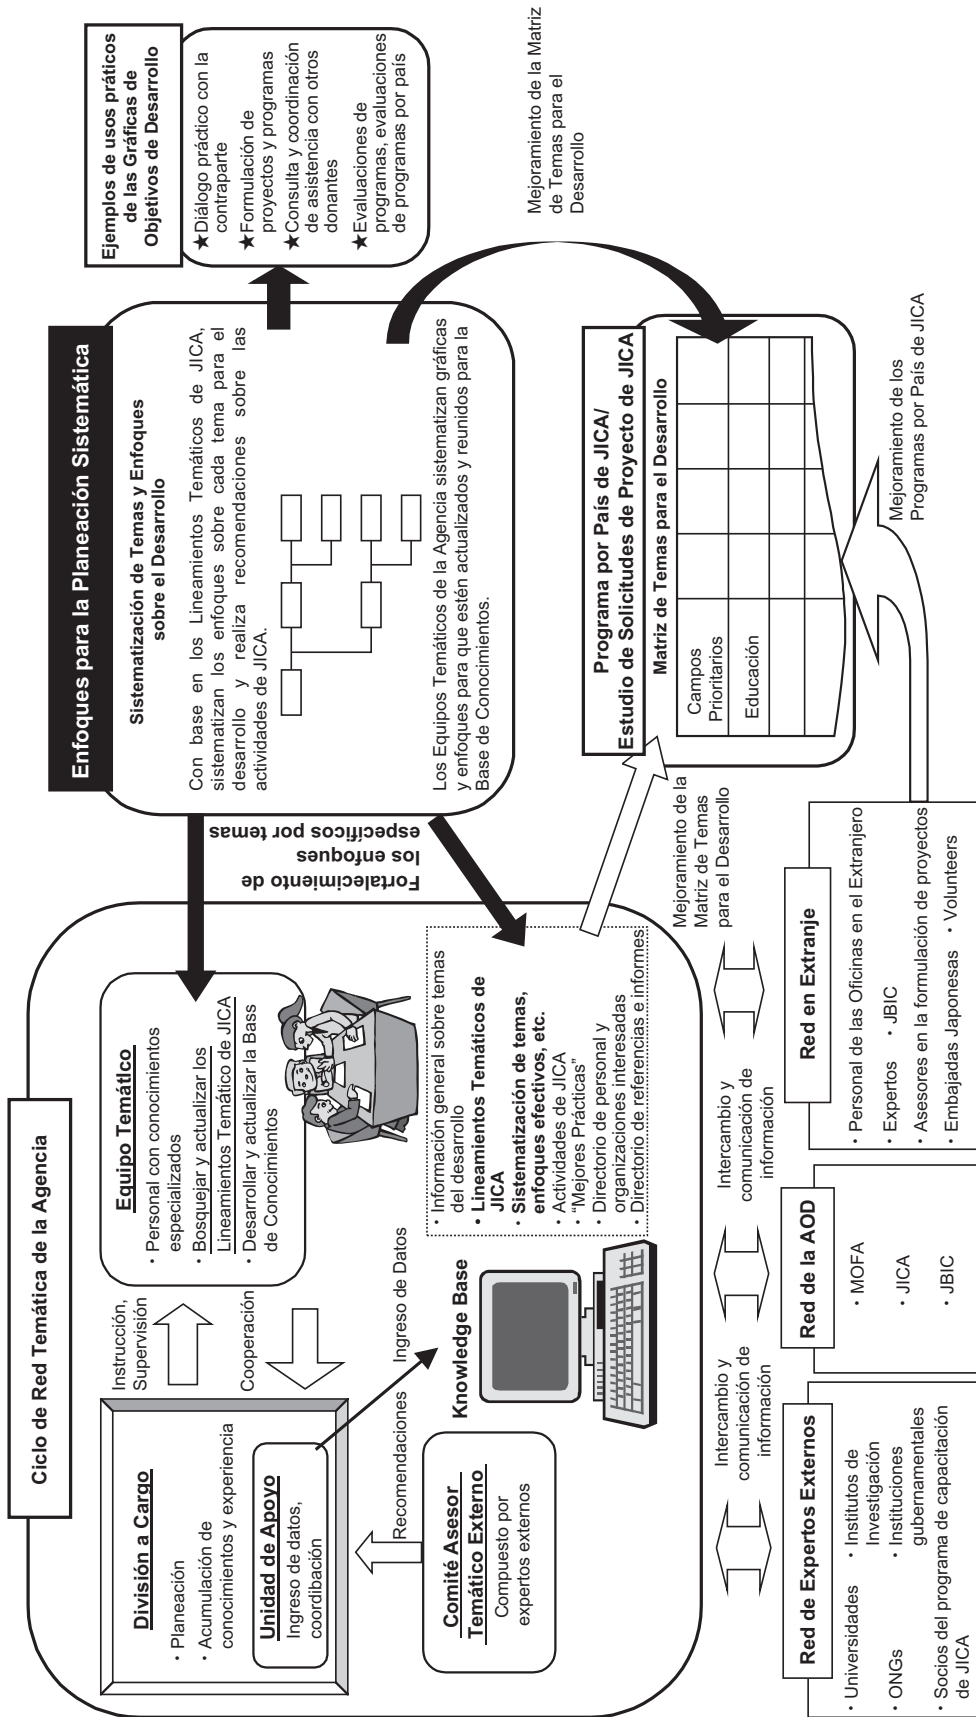 Ciclo de Red Temática de la Agencia
División a Cargo
・Planeación
・Acumulación de
conocimientos y experiencia
Unidad de Apoyo
Ingreso de datos,
coordibación
Instrucción,
Supervisión
Cooperación
Equipo Temático
・Personal con conocimientos
especializados
・Bosquejar y actualizar los
Lineamientos Temático de JICA
・Desarrollar y actualizar la Bass
de Conocimientos
Recomendaciones
Ingreso de Datos
Comité Asesor
Temático Externo
Compuesto por
expertos externos
Knowledge Base
・Información general sobre temas
del desarrollo
・Lineamientos Temáticos de
JICA
・Sistematización de temas,
enfoques efectivos, etc.
・Actividades de JICA
・"Mejores Prácticas"
・Directorio de personal y
organizaciones interesadas
・Directorio de referencias e informes
Fortalecimiento de
los enfoques
específicos por temas
Enfoques para la Planeación Sistemática
Sistematización de Temas y Enfoques
sobre el Desarrollo
Con base en los Lineamientos Temáticos de JICA,
sistematizan los enfoques sobre cada tema para el
desarrollo y realiza recomendaciones sobre las
actividades de JICA.
Los Equipos Temáticos de la Agencia sistematizan gráficas
y enfoques para que estén actualizados y reunidos para la
Base de Conocimientos.
Ejemplos de usos prácticos
de las Gráficas de
Objetivos de Desarrollo
★Diálogo práctico con la
contraparte
★Formulación de
proyectos y programas
★Consulta y coordinación
de asistencia con otros
donantes
★Evaluaciones de
programas, evaluaciones
de programas por país
Mejoramiento de la Matriz
de Temas para el
Desarrollo
Programa por País de JICA/
Estudio de Solicitudes de Proyecto de JICA
Matriz de Temas para el Desarrollo
Campos
Prioritarios
Educación
Mejoramiento de la
Matriz de Temas
para el Desarrollo
Mejoramiento de los
Programas por País de JICA
Intercambio y
comunicación de
información
Intercambio y
comunicación de
información
Red de Expertos Externos
・Universidades ・Institutos de
Investigación
・ONGs ・Instituciones
gubernamentales
・Socios del programa de capacitación
de JICA
Red de la AOD
・MOFA
・JICA
・JBIC
Red en Extranje
・Personal de las Oficinas en el Extranjero
・Expertos ・JBIC
・Asesores en la formulación de proyectos
・Embajadas Japonesas ・Volunteers